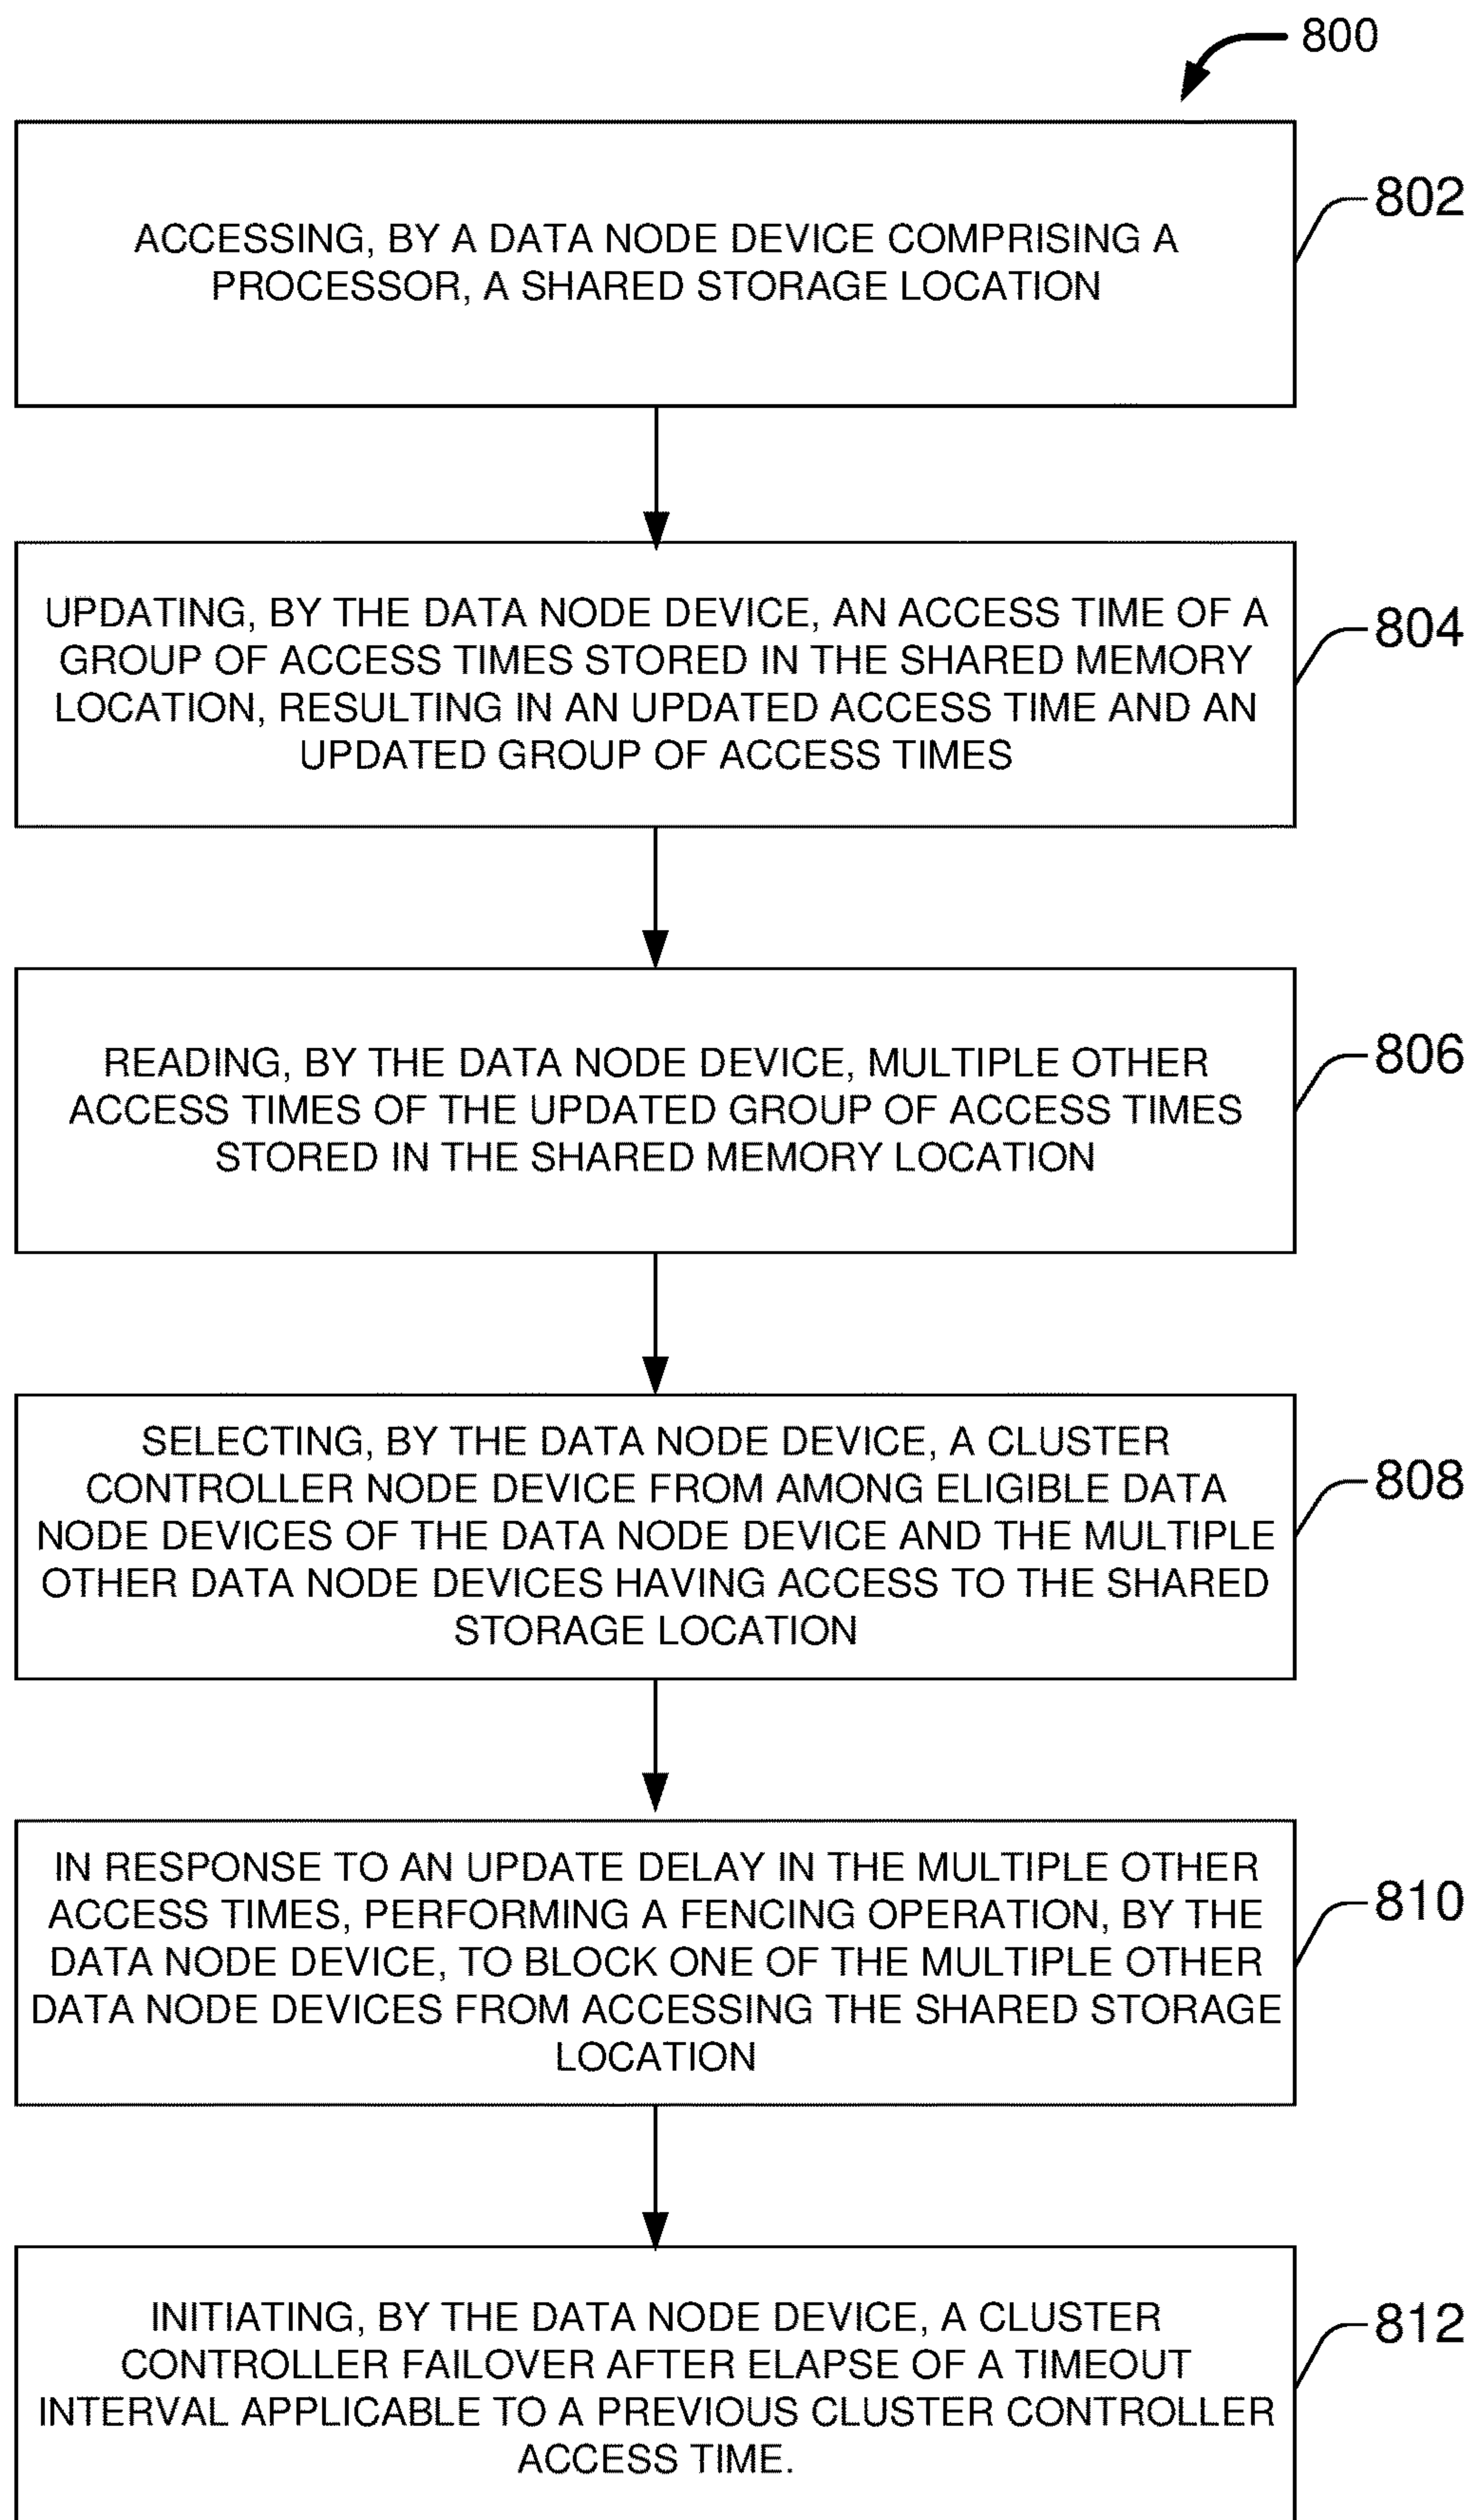 800
ACCESSING, BY A DATA NODE DEVICE COMPRISING A
PROCESSOR, A SHARED STORAGE LOCATION
802
UPDATING, BY THE DATA NODE DEVICE, AN ACCESS TIME OF A
GROUP OF ACCESS TIMES STORED IN THE SHARED MEMORY
LOCATION, RESULTING IN AN UPDATED ACCESS TIME AND AN
UPDATED GROUP OF ACCESS TIMES
804
READING, BY THE DATA NODE DEVICE, MULTIPLE OTHER
ACCESS TIMES OF THE UPDATED GROUP OF ACCESS TIMES
STORED IN THE SHARED MEMORY LOCATION
806
SELECTING, BY THE DATA NODE DEVICE, A CLUSTER
CONTROLLER NODE DEVICE FROM AMONG ELIGIBLE DATA
NODE DEVICES OF THE DATA NODE DEVICE AND THE MULTIPLE
OTHER DATA NODE DEVICES HAVING ACCESS TO THE SHARED
STORAGE LOCATION
808
IN RESPONSE TO AN UPDATE DELAY IN THE MULTIPLE OTHER
ACCESS TIMES, PERFORMING A FENCING OPERATION, BY THE
DATA NODE DEVICE, TO BLOCK ONE OF THE MULTIPLE OTHER
DATA NODE DEVICES FROM ACCESSING THE SHARED STORAGE
LOCATION
810
INITIATING, BY THE DATA NODE DEVICE, A CLUSTER
CONTROLLER FAILOVER AFTER ELAPSE OF A TIMEOUT
INTERVAL APPLICABLE TO A PREVIOUS CLUSTER CONTROLLER
ACCESS TIME.
812